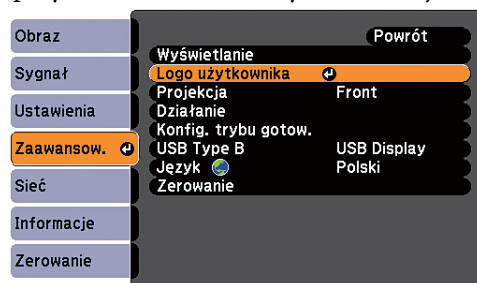 Obraz
Sygnał
Ustawienia
Zaawansow.
Sieć
Informacje
Zerowanie
Powrót
Wyświetlanie
Logo użytkownika
Projekcja Front
Działanie
Konfig. trybu gotow.
USB Type B USB Display
Język Polski
Zerowanie